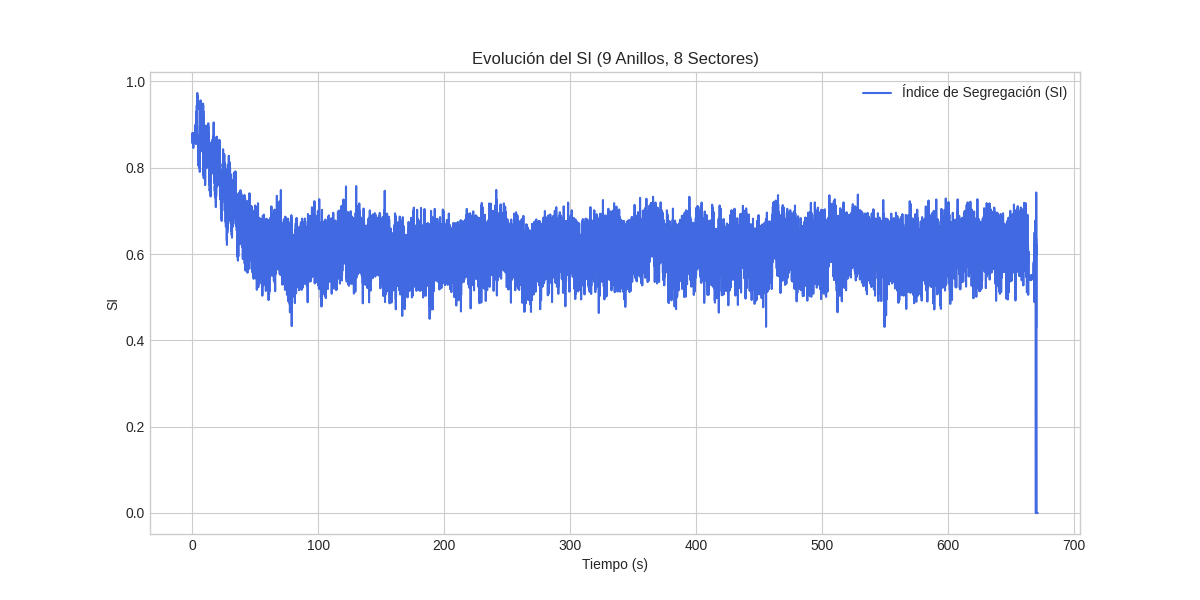 Evolución del SI (9 Anillos, 8 Sectores)
Índice de Segregación (SI)
1.0
0.8
0.6
0.4
0.2
0.0
SI
0 100 200 300 400 500 600 700
Tiempo (s)